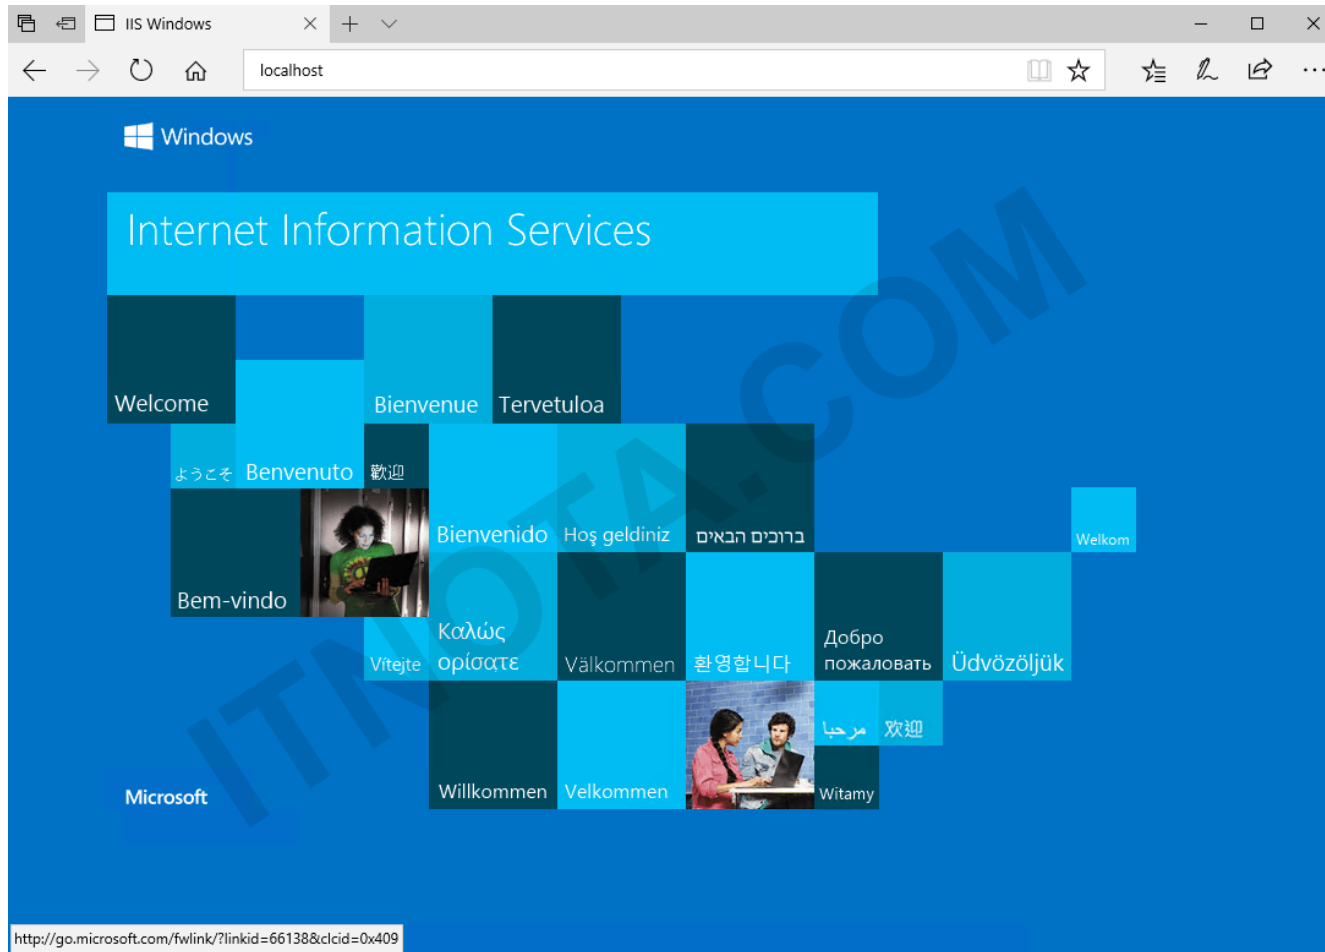 IIS Windows
localhost
Windows
Internet Information Services
Welcome
Bienvenue
Tervetuloa
ようこそ
Benvenuto
歡迎
Bienvenido
Hoş geldiniz
ברוכים הבאים
Welkom
Bem-vindo
Vítejte
Καλώς
ορίσατε
Välkommen
환영합니다
Добро
пожаловать
Üdvözöljük
Willkommen
Velkommen
مرحبا
欢迎
Witamy
Microsoft
ITNOTA.COM
http://go.microsoft.com/fwlink/?linkid=66138&clcid=0x409